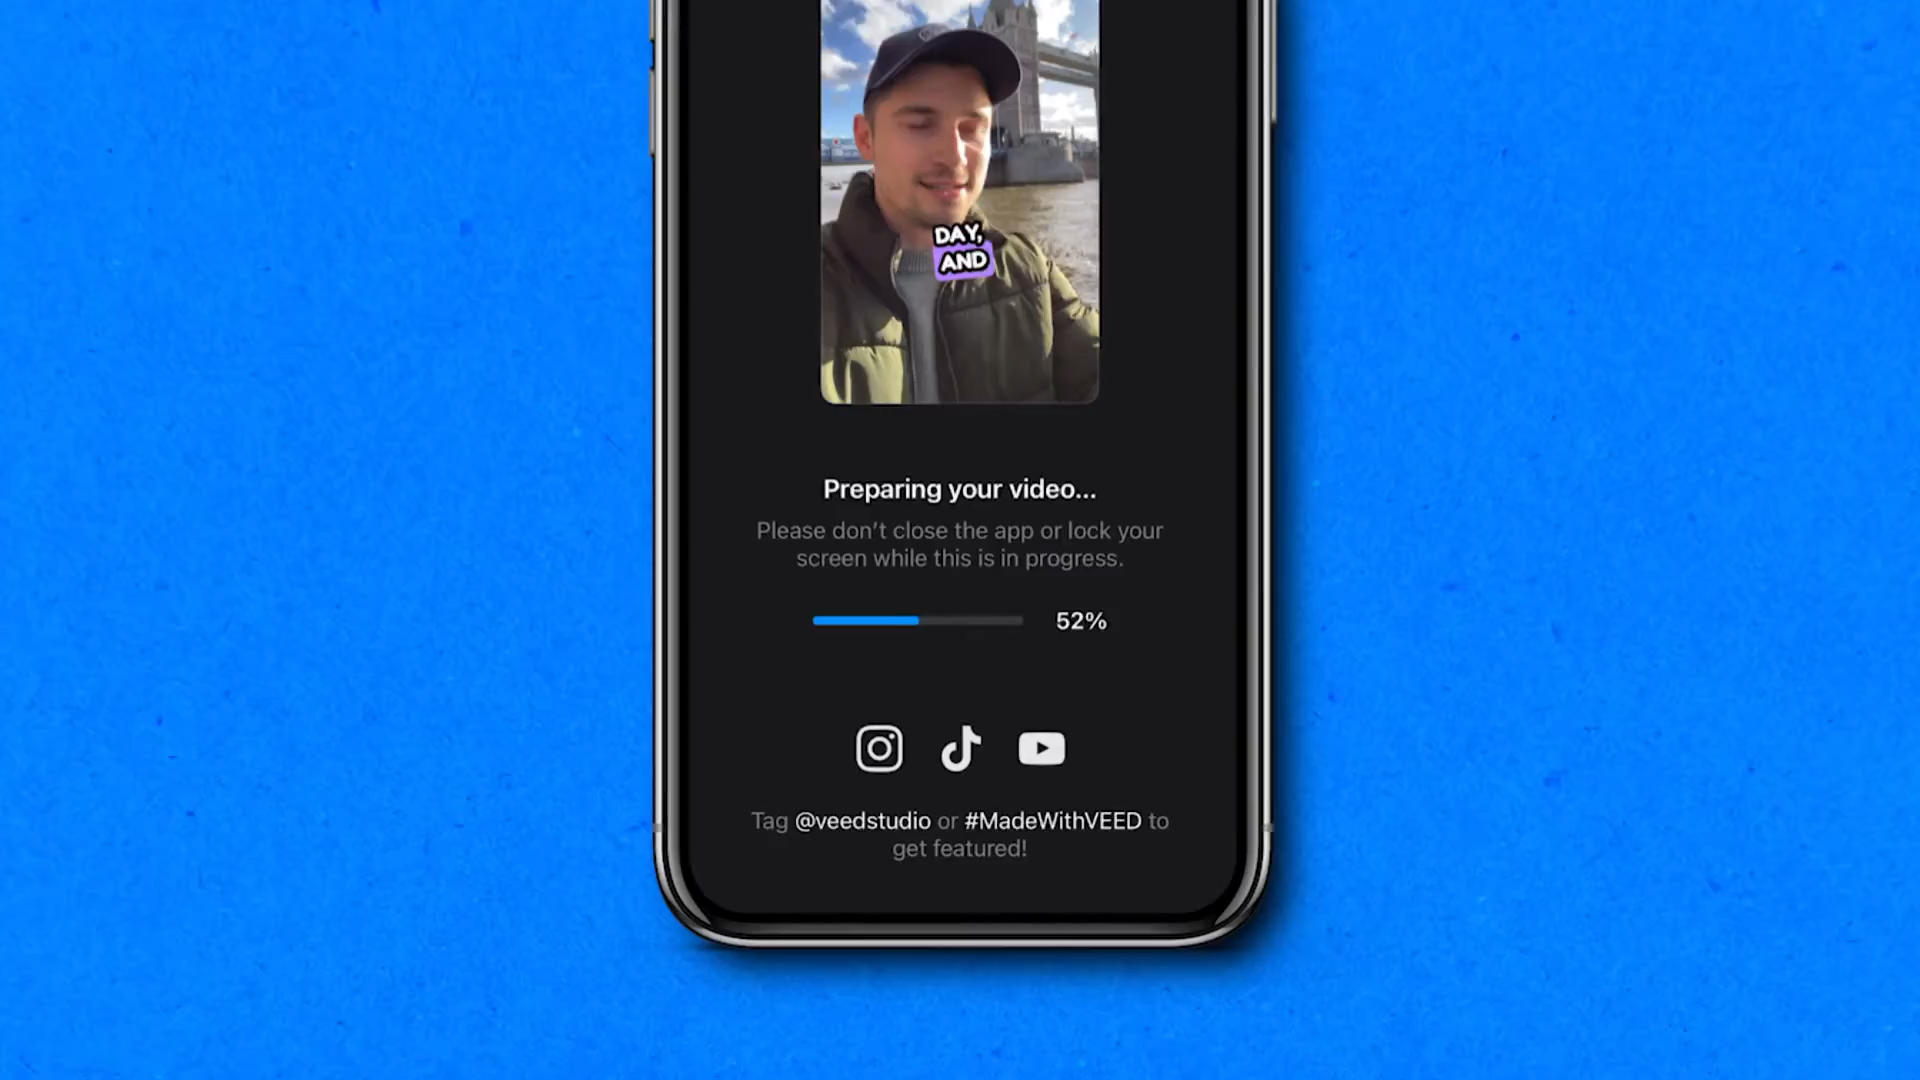 DAY,
AND
Preparing your video...
Please don't close the app or lock your
screen while this is in progress.
52%
Tag @veedstudio or #MadeWithVEED to
get featured!